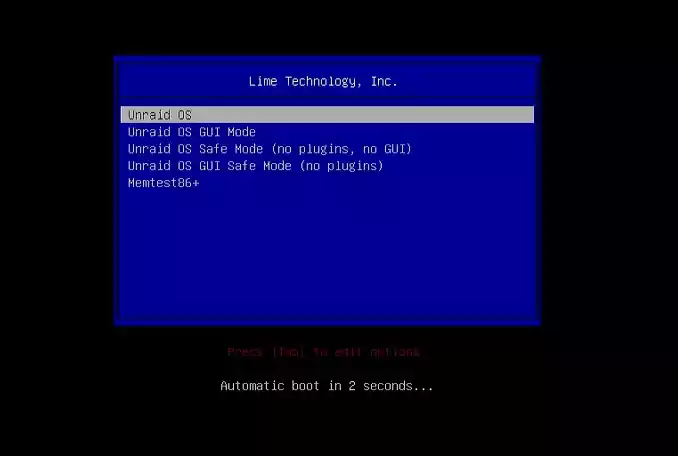 Lime Technology, Inc.
Unraid OS
Unraid OS GUI Mode
Unraid OS Safe Mode (no plugins, no GUI)
Unraid OS GUI Safe Mode (no plugins)
Memtest86+
Press [Tab] to edit options
Automatic boot in 2 seconds...